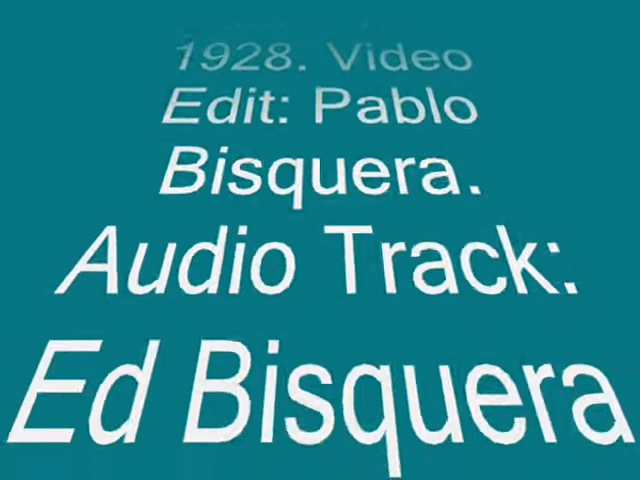 1928. Video
Edit: Pablo
Bisquera.
Audio Track:
Ed Bisquera